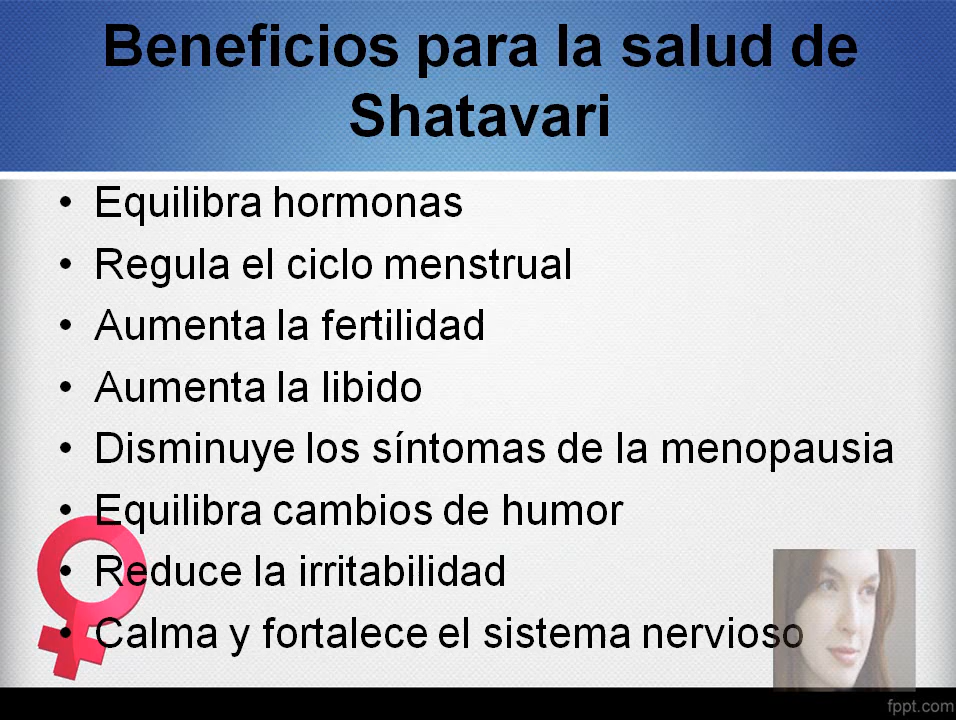 Beneficios para la salud de
Shatavari
• Equilibra hormonas
• Regula el ciclo menstrual
• Aumenta la fertilidad
• Aumenta la libido
• Disminuye los síntomas de la menopausia
• Equilibra cambios de humor
• Reduce la irritabilidad
• Calma y fortalece el sistema nervioso
fppt.com